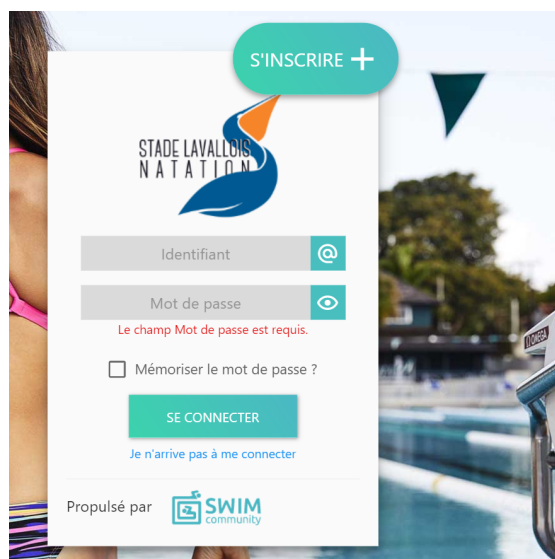 S'INSCRIRE +
STADE LAVALLOIS
NATATION
Identifiant @
Mot de passe
Le champ Mot de passe est requis.
Mémoriser le mot de passe ?
SE CONNECTER
Je n'arrive pas à me connecter
Propulsé par
SWIM
community
OMEGA